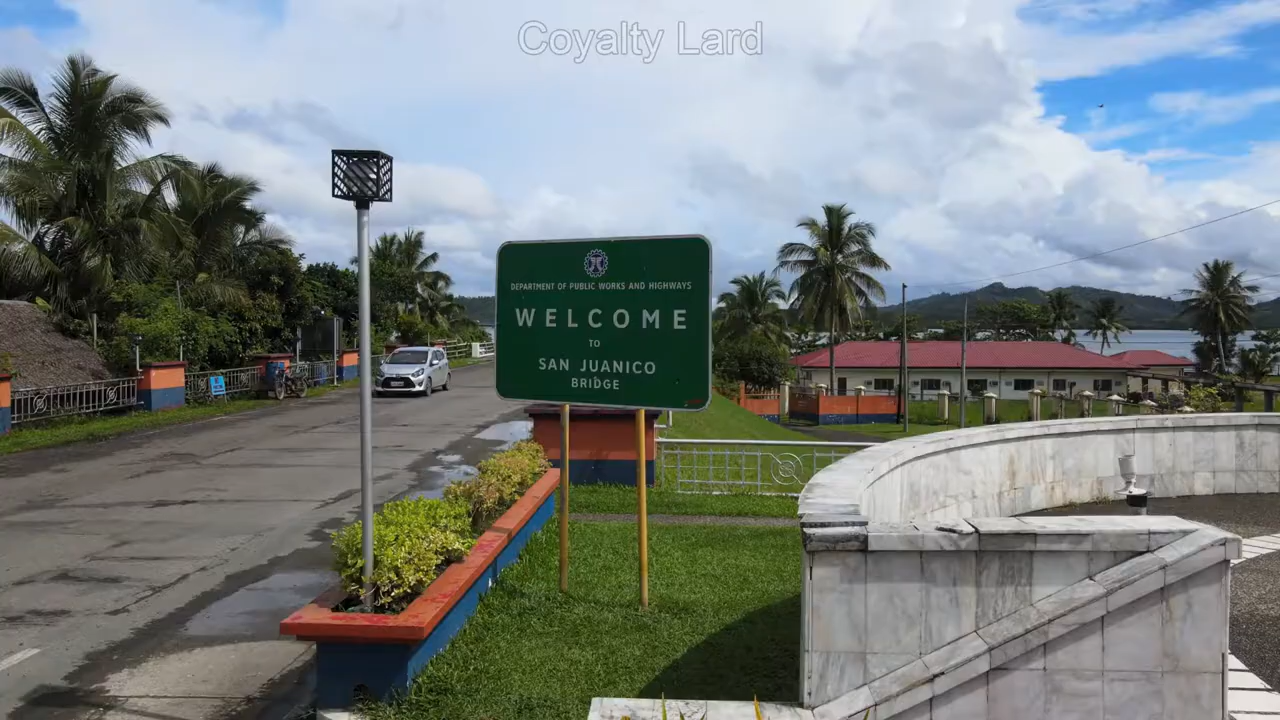 Coyalty Lard
DEPARTMENT OF PUBLIC WORKS AND HIGHWAYS
WELCOME
TO
SAN JUANICO
BRIDGE